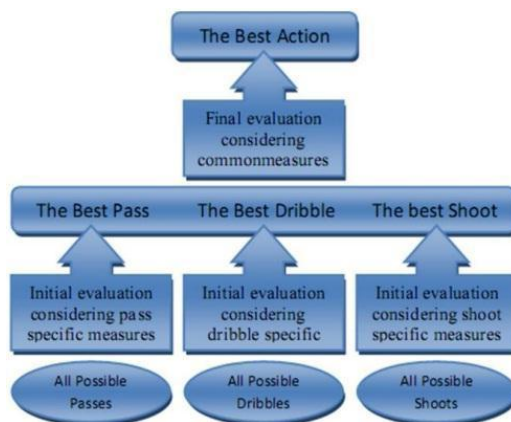 The Best Action
Final evaluation
considering
commonmeasures
The Best Pass
The Best Dribble
The best Shoot
Initial evaluation
considering pass
specific measures
Initial evaluation
considering
dribble specific
Initial evaluation
considering shoot
specific measures
All Possible
Passes
All Possible
Dribbles
All Possible
Shoots